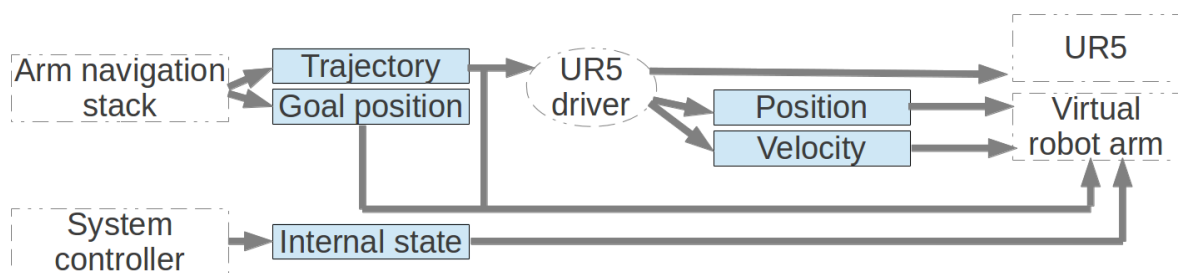 Arm navigation
stack
Trajectory
Goal position
UR5
driver
Position
Velocity
UR5
Virtual
robot arm
System
controller
Internal state